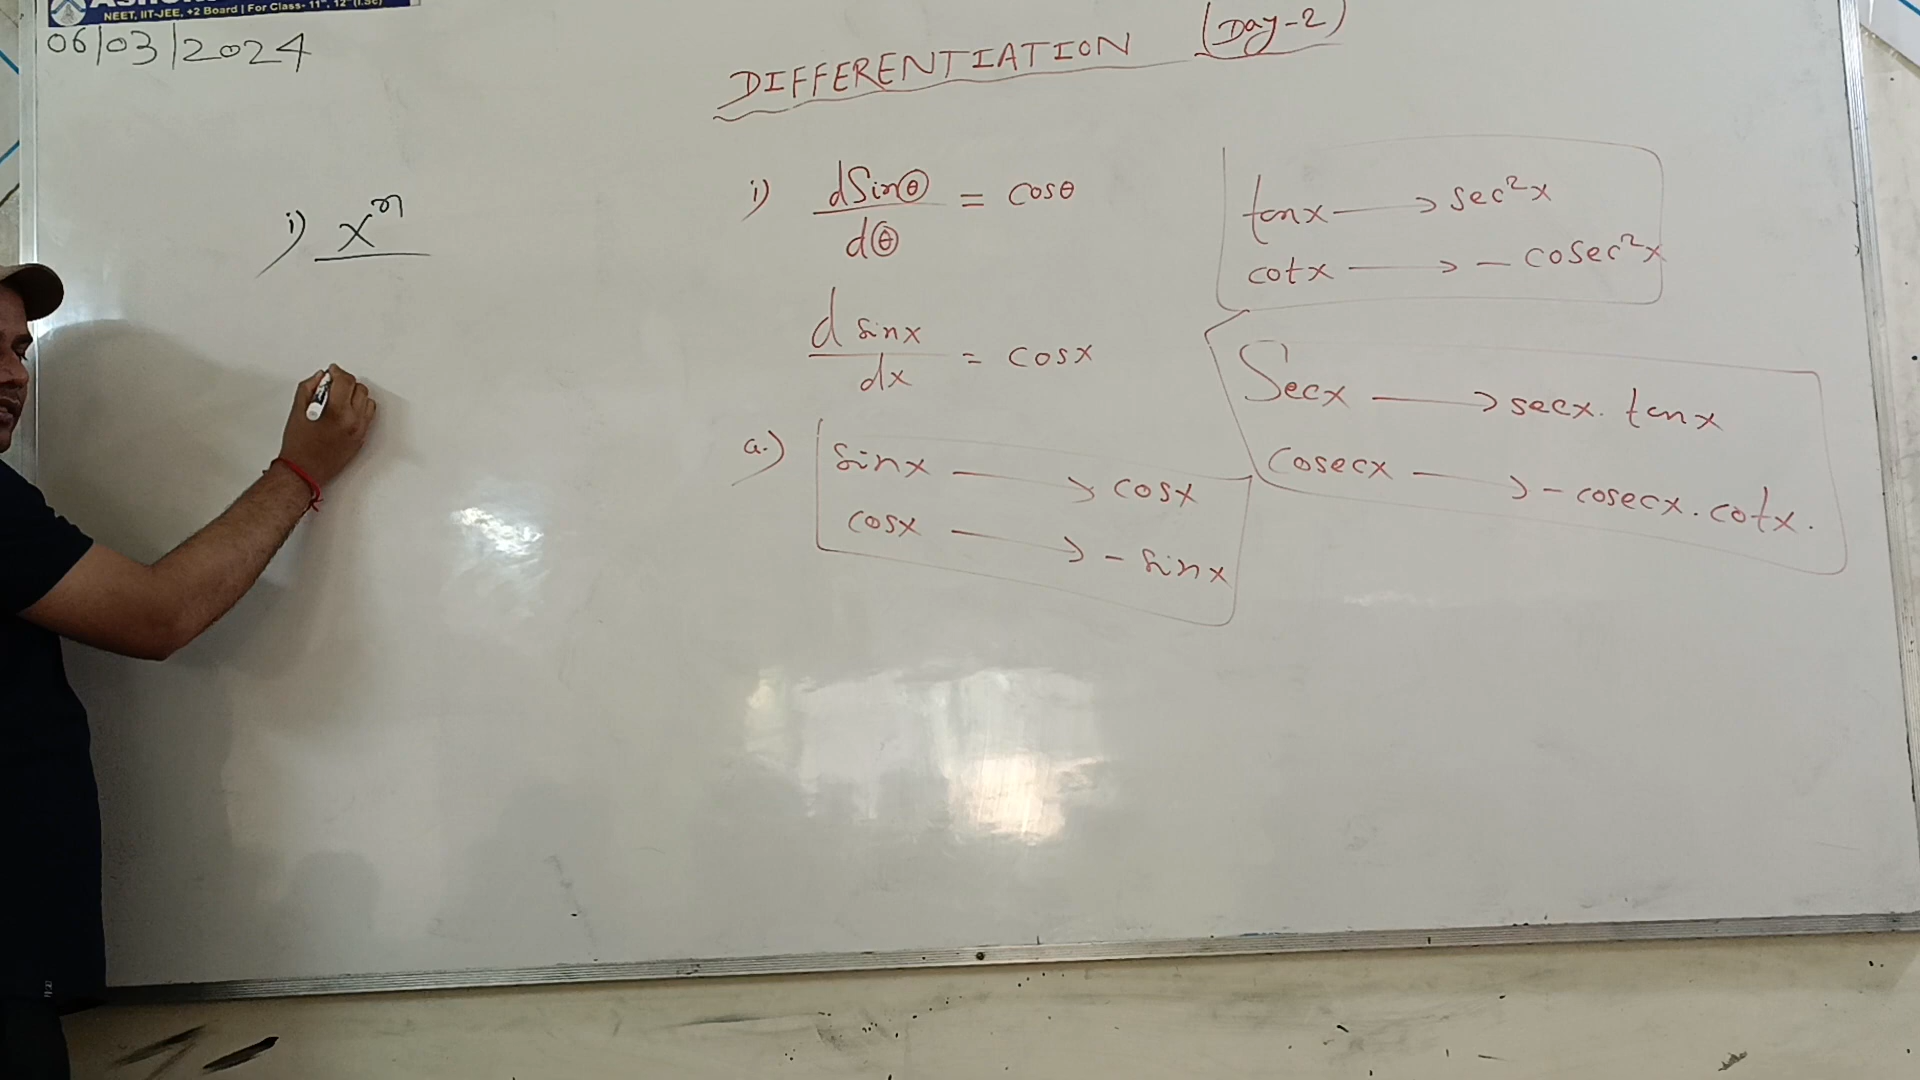 NEET, IIT-JEE, +2 Board | For Class- 11th, 12th (I.Sc)
06/03/2024
DIFFERENTIATION (Day-2)
i) xⁿ
i) dSinθ/dθ = cosθ
d sinx/dx = cosx
a.) sinx → cosx
cosx → - sinx
tanx → sec²x
cotx → - cosec²x
Secx → secx. tanx
cosecx → - cosecx. cotx.